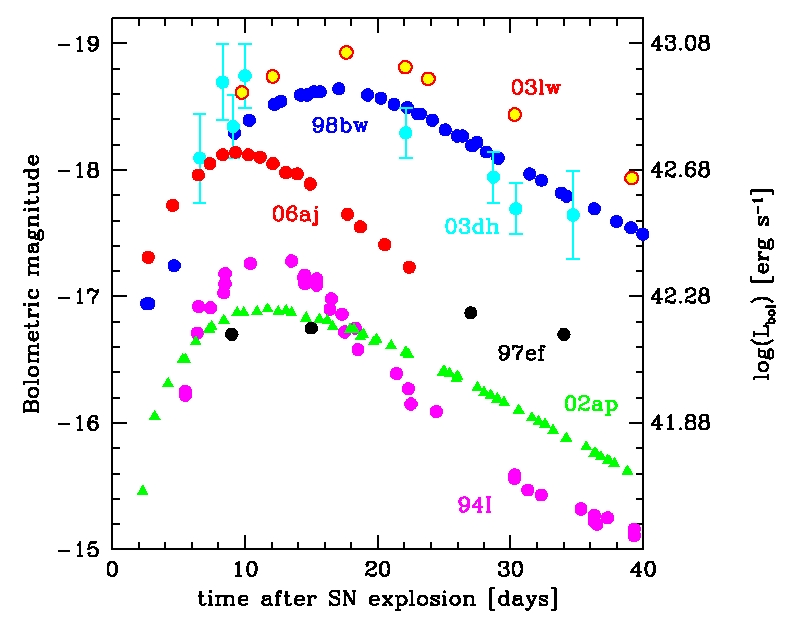 -19
43.08
03lw
98bw
-18
42.68
06aj
03dh
-17
42.28
97ef
02ap
-16
41.88
94I
-15
0
10
20
30
40
time after SN explosion [days]
Bolometric magnitude
log(L_bol) [erg s^-1]